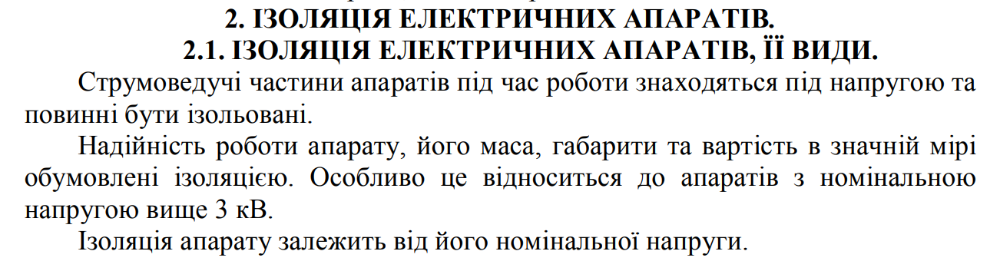 2. ІЗОЛЯЦІЯ ЕЛЕКТРИЧНИХ АПАРАТІВ.
2.1. ІЗОЛЯЦІЯ ЕЛЕКТРИЧНИХ АПАРАТІВ, ЇЇ ВИДИ.
Струмоведучі частини апаратів під час роботи знаходяться під напругою та
повинні бути ізольовані.
Надійність роботи апарату, його маса, габарити та вартість в значній мірі
обумовлені ізоляцією. Особливо це відноситься до апаратів з номінальною
напругою вище 3 кВ.
Ізоляція апарату залежить від його номінальної напруги.